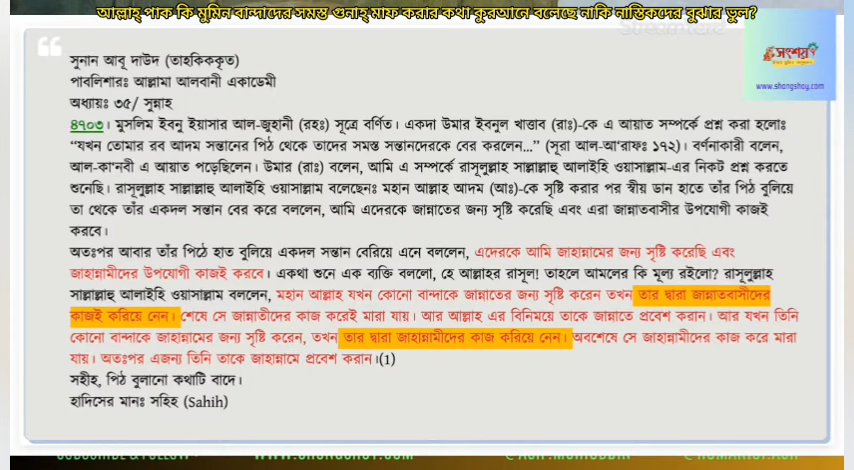 আল্লাহ্ পাক কি মুমিন বান্দাদের সমস্ত গুনাহ্ মাফ করার কথা কুরআনে বলেছে নাকি নাস্তিকদের বুঝার ভুল?
সংশয়
www.shongshoy.com
সুনান আবূ দাউদ (তাহকিককৃত)
পাবলিশারঃ আল্লামা আলবানী একাডেমী
অধ্যায়ঃ ৩৫/ সুন্নাহ
৪৭০৩। মুসলিম ইবনু ইয়াসার আল-জুহানী (রহঃ) সূত্রে বর্ণিত। একদা উমার ইবনুল খাত্তাব (রাঃ)-কে এ আয়াত সম্পর্কে প্রশ্ন করা হলোঃ
“যখন তোমার রব আদম সন্তানের পিঠ থেকে তাদের সমস্ত সন্তানদেরকে বের করলেন...” (সূরা আল-আ‘রাফঃ ১৭২)। বর্ণনাকারী বলেন,
আল-কা‘নবী এ আয়াত পড়েছিলেন। উমার (রাঃ) বলেন, আমি এ সম্পর্কে রাসূলুল্লাহ সাল্লাল্লাহু আলাইহি ওয়াসাল্লাম-এর নিকট প্রশ্ন করতে
শুনেছি। রাসূলুল্লাহ সাল্লাল্লাহু আলাইহি ওয়াসাল্লাম বলেছেনঃ মহান আল্লাহ আদম (আঃ)-কে সৃষ্টি করার পর স্বীয় ডান হাতে তাঁর পিঠ বুলিয়ে
তা থেকে তাঁর একদল সন্তান বের করে বললেন, আমি এদেরকে জান্নাতের জন্য সৃষ্টি করেছি এবং এরা জান্নাতবাসীর উপযোগী কাজই
করবে।
অতঃপর আবার তাঁর পিঠে হাত বুলিয়ে একদল সন্তান বেরিয়ে এনে বললেন, এদেরকে আমি জাহান্নামের জন্য সৃষ্টি করেছি এবং
জাহান্নামীদের উপযোগী কাজই করবে। একথা শুনে এক ব্যক্তি বললো, হে আল্লাহর রাসূল! তাহলে আমলের কি মূল্য রইলো? রাসূলুল্লাহ
সাল্লাল্লাহু আলাইহি ওয়াসাল্লাম বললেন, মহান আল্লাহ যখন কোনো বান্দাকে জান্নাতের জন্য সৃষ্টি করেন তখন তার দ্বারা জান্নাতবাসীদের
কাজই করিয়ে নেন। শেষে সে জান্নাতীদের কাজ করেই মারা যায়। আর আল্লাহ এর বিনিময়ে তাকে জান্নাতে প্রবেশ করান। আর যখন তিনি
কোনো বান্দাকে জাহান্নামের জন্য সৃষ্টি করেন, তখন তার দ্বারা জাহান্নামীদের কাজ করিয়ে নেন। অবশেষে সে জাহান্নামীদের কাজ করে মারা
যায়। অতঃপর এজন্য তিনি তাকে জাহান্নামে প্রবেশ করান।(1)
সহীহ, পিঠ বুলানো কথাটি বাদে।
হাদিসের মানঃ সহিহ (Sahih)